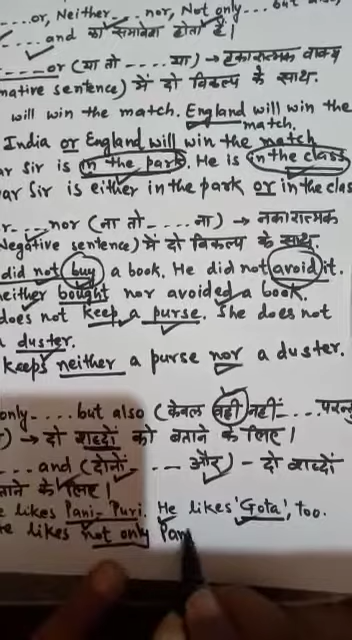 ...or, Neither ... nor, Not only ... but also,
.... and की संभावना होता है।
.... or (या तो ..... या) → सकारात्मक वाक्य
mative sentence) में दो विकल्प के साथ.
will win the match. England will win the match.
India or England will win the match
ar Sir is in the park. He is in the class
ar Sir is either in the park or in the clas
r.... nor (ना तो ..... ना) → नकारात्मक
Negative sentence) में दो विकल्प के साथ.
did not buy a book. He did not avoid it.
neither bought nor avoided a book.
does not keep a purse. She does not
a duster.
keeps neither a purse nor a duster.
only .... but also (केवल यही नहीं .... परन्तु
→ दो शब्दों को बताने के लिए।
... and (दोनों ... और) - दो शब्दों
ताने के लिए।
e likes Pani-Puri. He likes 'Gota', too.
He likes not only Pan